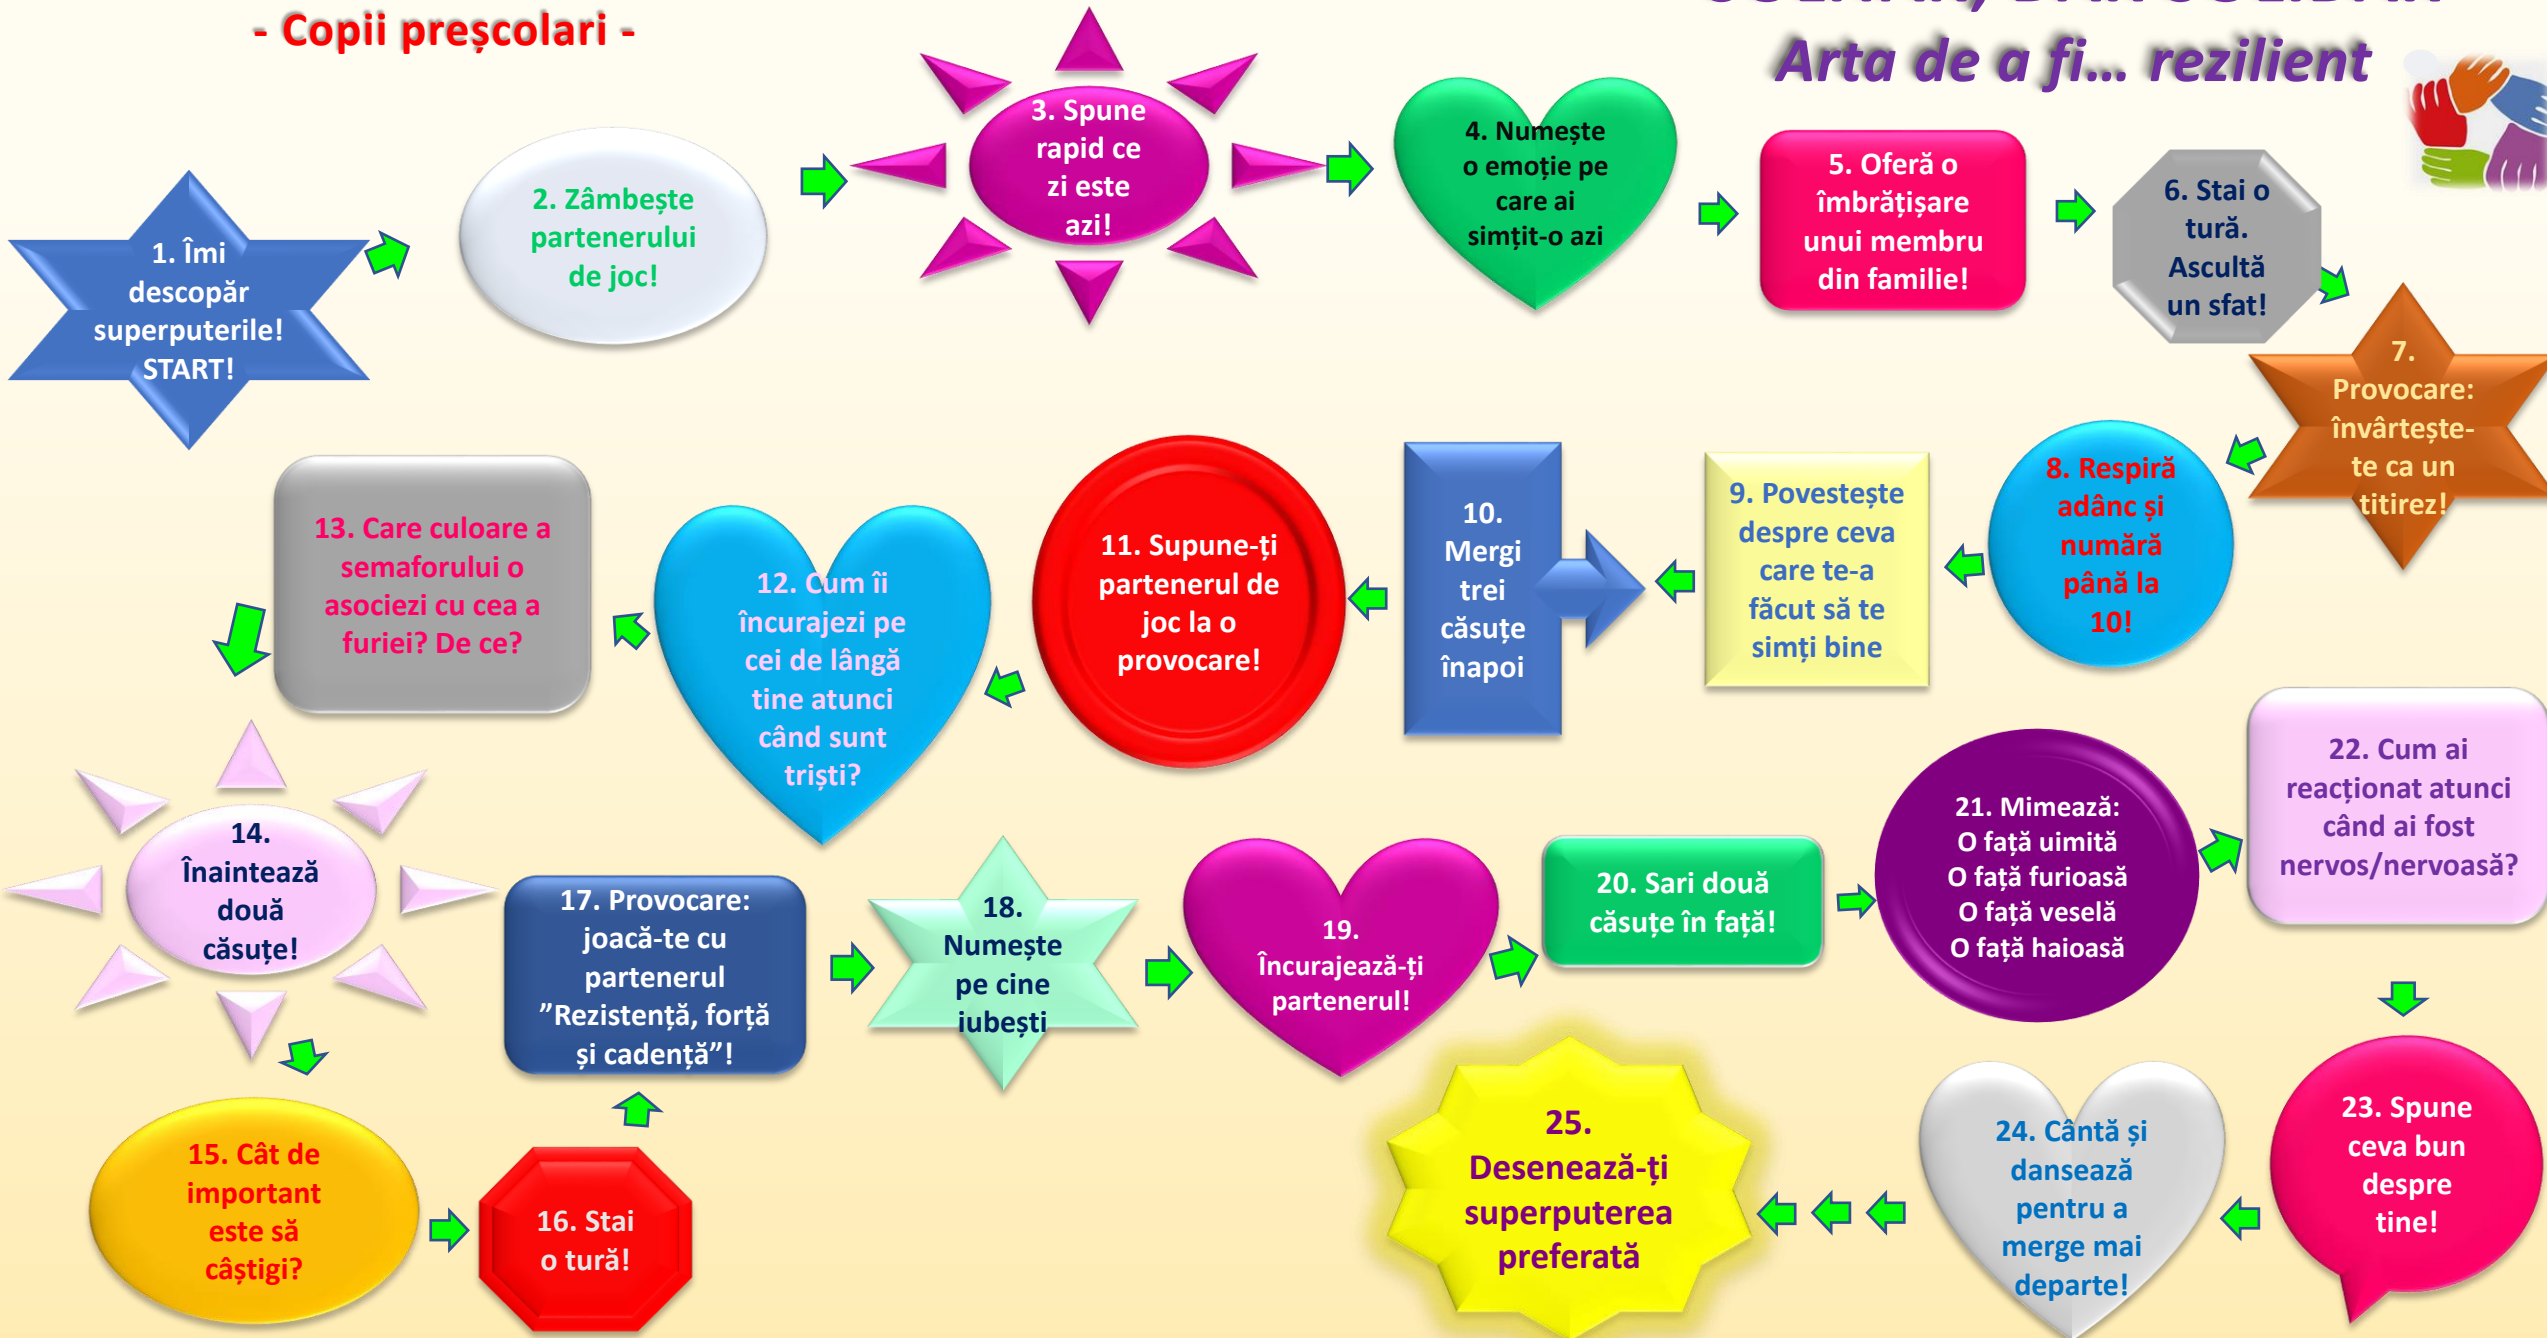 - Copii preșcolari -
Arta de a fi... rezilient
1. Îmi
descopăr
superputerile!
START!
2. Zâmbește
partenerului
de joc!
3. Spune
rapid ce
zi este
azi!
4. Numește
o emoție pe
care ai
simțit-o azi
5. Oferă o
îmbrățișare
unui membru
din familie!
6. Stai o
tură.
Ascultă
un sfat!
7.
Provocare:
învârtește-
te ca un
titirez!
8. Respiră
adânc și
numără
până la
10!
9. Povestește
despre ceva
care te-a
făcut să te
simți bine
10.
Mergi
trei
căsuțe
înapoi
11. Supune-ți
partenerul de
joc la o
provocare!
12. Cum îi
încurajezi pe
cei de lângă
tine atunci
când sunt
triști?
13. Care culoare a
semaforului o
asociezi cu cea a
furiei? De ce?
14.
Înaintează
două
căsuțe!
15. Cât de
important
este să
câștigi?
16. Stai
o tură!
17. Provocare:
joacă-te cu
partenerul
”Rezistență, forță
și cadență”!
18.
Numește
pe cine
iubești
19.
Încurajează-ți
partenerul!
20. Sari două
căsuțe în față!
21. Mimează:
O față uimită
O față furioasă
O față veselă
O față haioasă
22. Cum ai
reacționat atunci
când ai fost
nervos/nervoasă?
23. Spune
ceva bun
despre
tine!
24. Cântă și
dansează
pentru a
merge mai
departe!
25.
Desenează-ți
superputerea
preferată